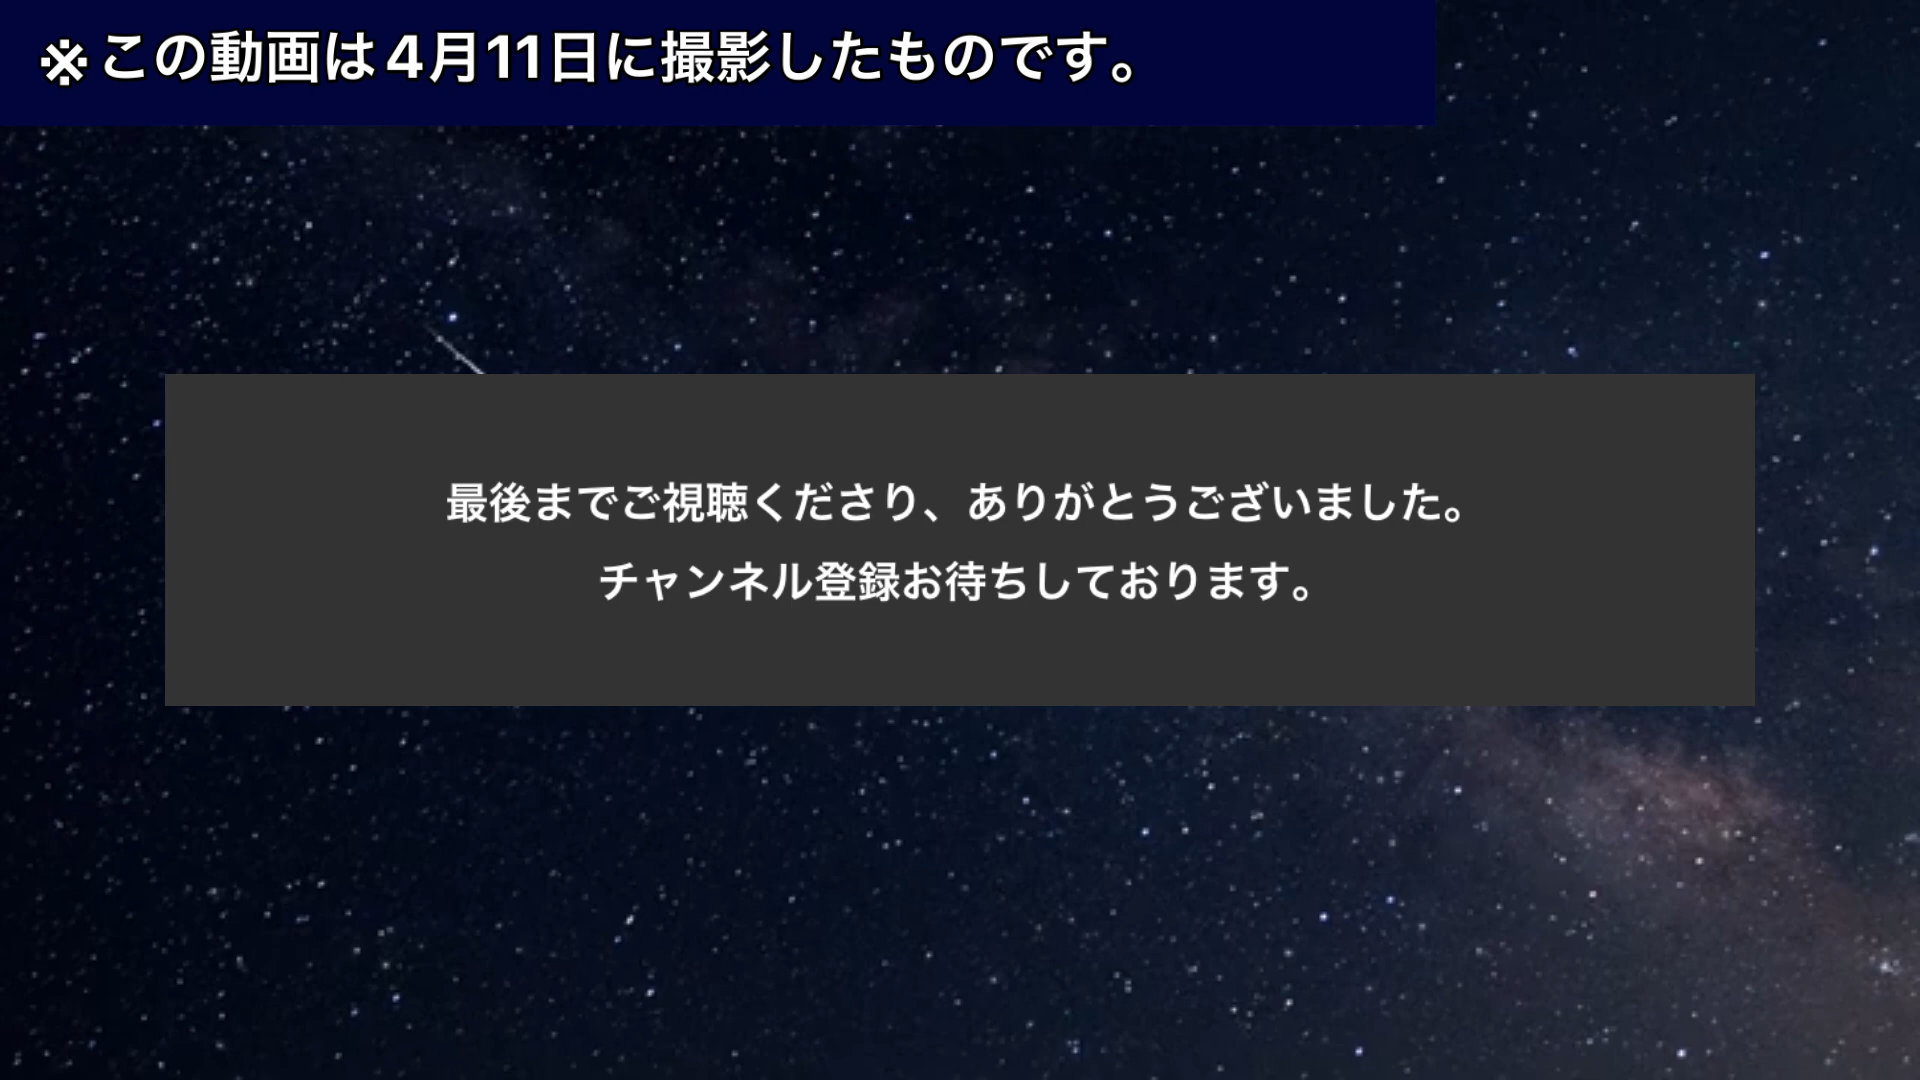 ※この動画は4月11日に撮影したものです。
最後までご視聴くださり、ありがとうございました。
チャンネル登録お待ちしております。